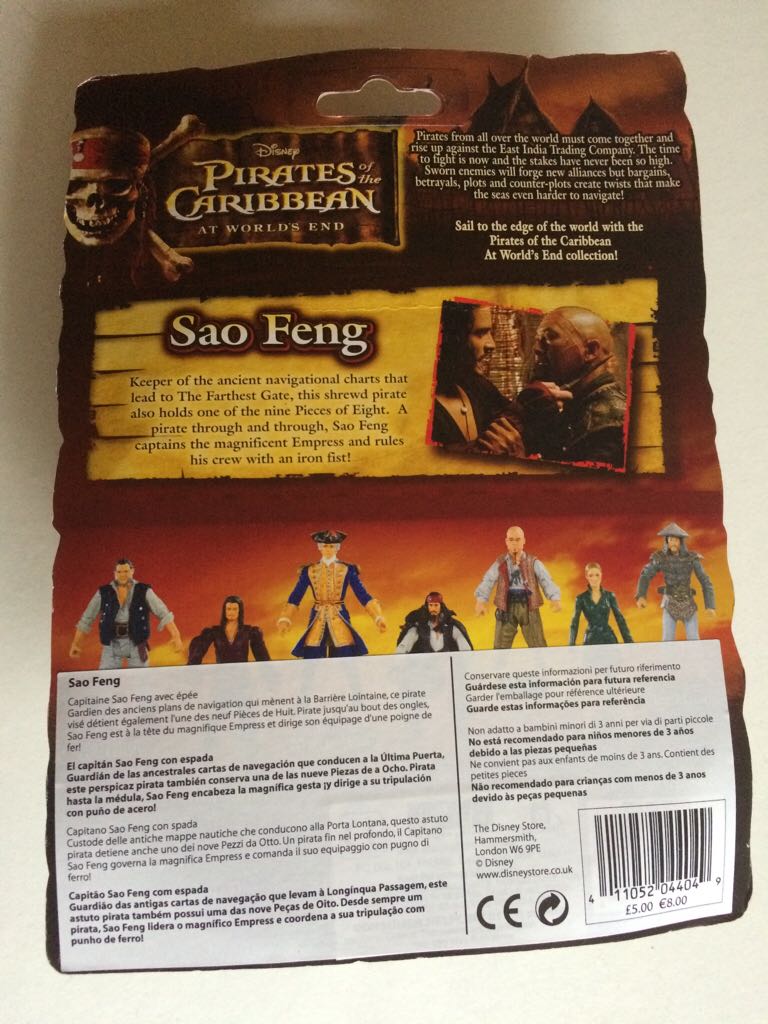 Disney
PIRATES of the
CARIBBEAN
AT WORLD'S END
Pirates from all over the world must come together and
rise up against the East India Trading Company. The time
to fight is now and the stakes have never been so high.
Sworn enemies will forge new alliances but bargains,
betrayals, plots and counter-plots create twists that make
the seas even harder to navigate!
Sail to the edge of the world with the
Pirates of the Caribbean
At World's End collection!
Sao Feng
Keeper of the ancient navigational charts that
lead to The Farthest Gate, this shrewd pirate
also holds one of the nine Pieces of Eight. A
pirate through and through, Sao Feng
captains the magnificent Empress and rules
his crew with an iron fist!
Sao Feng
Capitaine Sao Feng avec épée
Gardien des anciens plans de navigation qui mènent à la Barrière Lointaine, ce pirate
visé détient également l'une des neuf Pièces de Huit. Pirate jusqu'au bout des ongles,
Sao Feng est à la tête du magnifique Empress et dirige son équipage d'une poigne de
fer!
El capitán Sao Feng con espada
Guardián de las ancestrales cartas de navegación que conducen a la Última Puerta,
este perspicaz pirata también conserva una de las nueve Piezas de a Ocho. Pirata
hasta la médula, Sao Feng encabeza la magnífica gesta ¡y dirige a su tripulación
con puño de acero!
Capitano Sao Feng con spada
Custode delle antiche mappe nautiche che conducono alla Porta Lontana, questo astuto
pirata detiene anche uno dei nove Pezzi da Otto. Un pirata fin nel profondo, il Capitano
Sao Feng governa la magnifica Empress e comanda il suo equipaggio con pugno di
ferro!
Capitão Sao Feng com espada
Guardião das antigas cartas de navegação que levam à Longínqua Passagem, este
astuto pirata também possui uma das nove Peças de Oito. Desde sempre um
pirata, Sao Feng lidera o magnífico Empress e coordena a sua tripulação com
punho de ferro!
Conservare queste informazioni per futuro riferimento
Guárdese esta información para futura referencia
Garder l'emballage pour référence ultérieure
Guarde estas informações para referência
Non adatto a bambini minori di 3 anni per via di parti piccole
No está recomendado para niños menores de 3 años
debido a las piezas pequeñas
Ne convient pas aux enfants de moins de 3 ans. Contient des
petites pieces
Não recomendado para crianças com menos de 3 anos
devido às peças pequenas
The Disney Store,
Hammersmith,
London W6 9PE
© Disney
www.disneystore.co.uk
CE
4 11052 04404 9
£5.00 €8.00